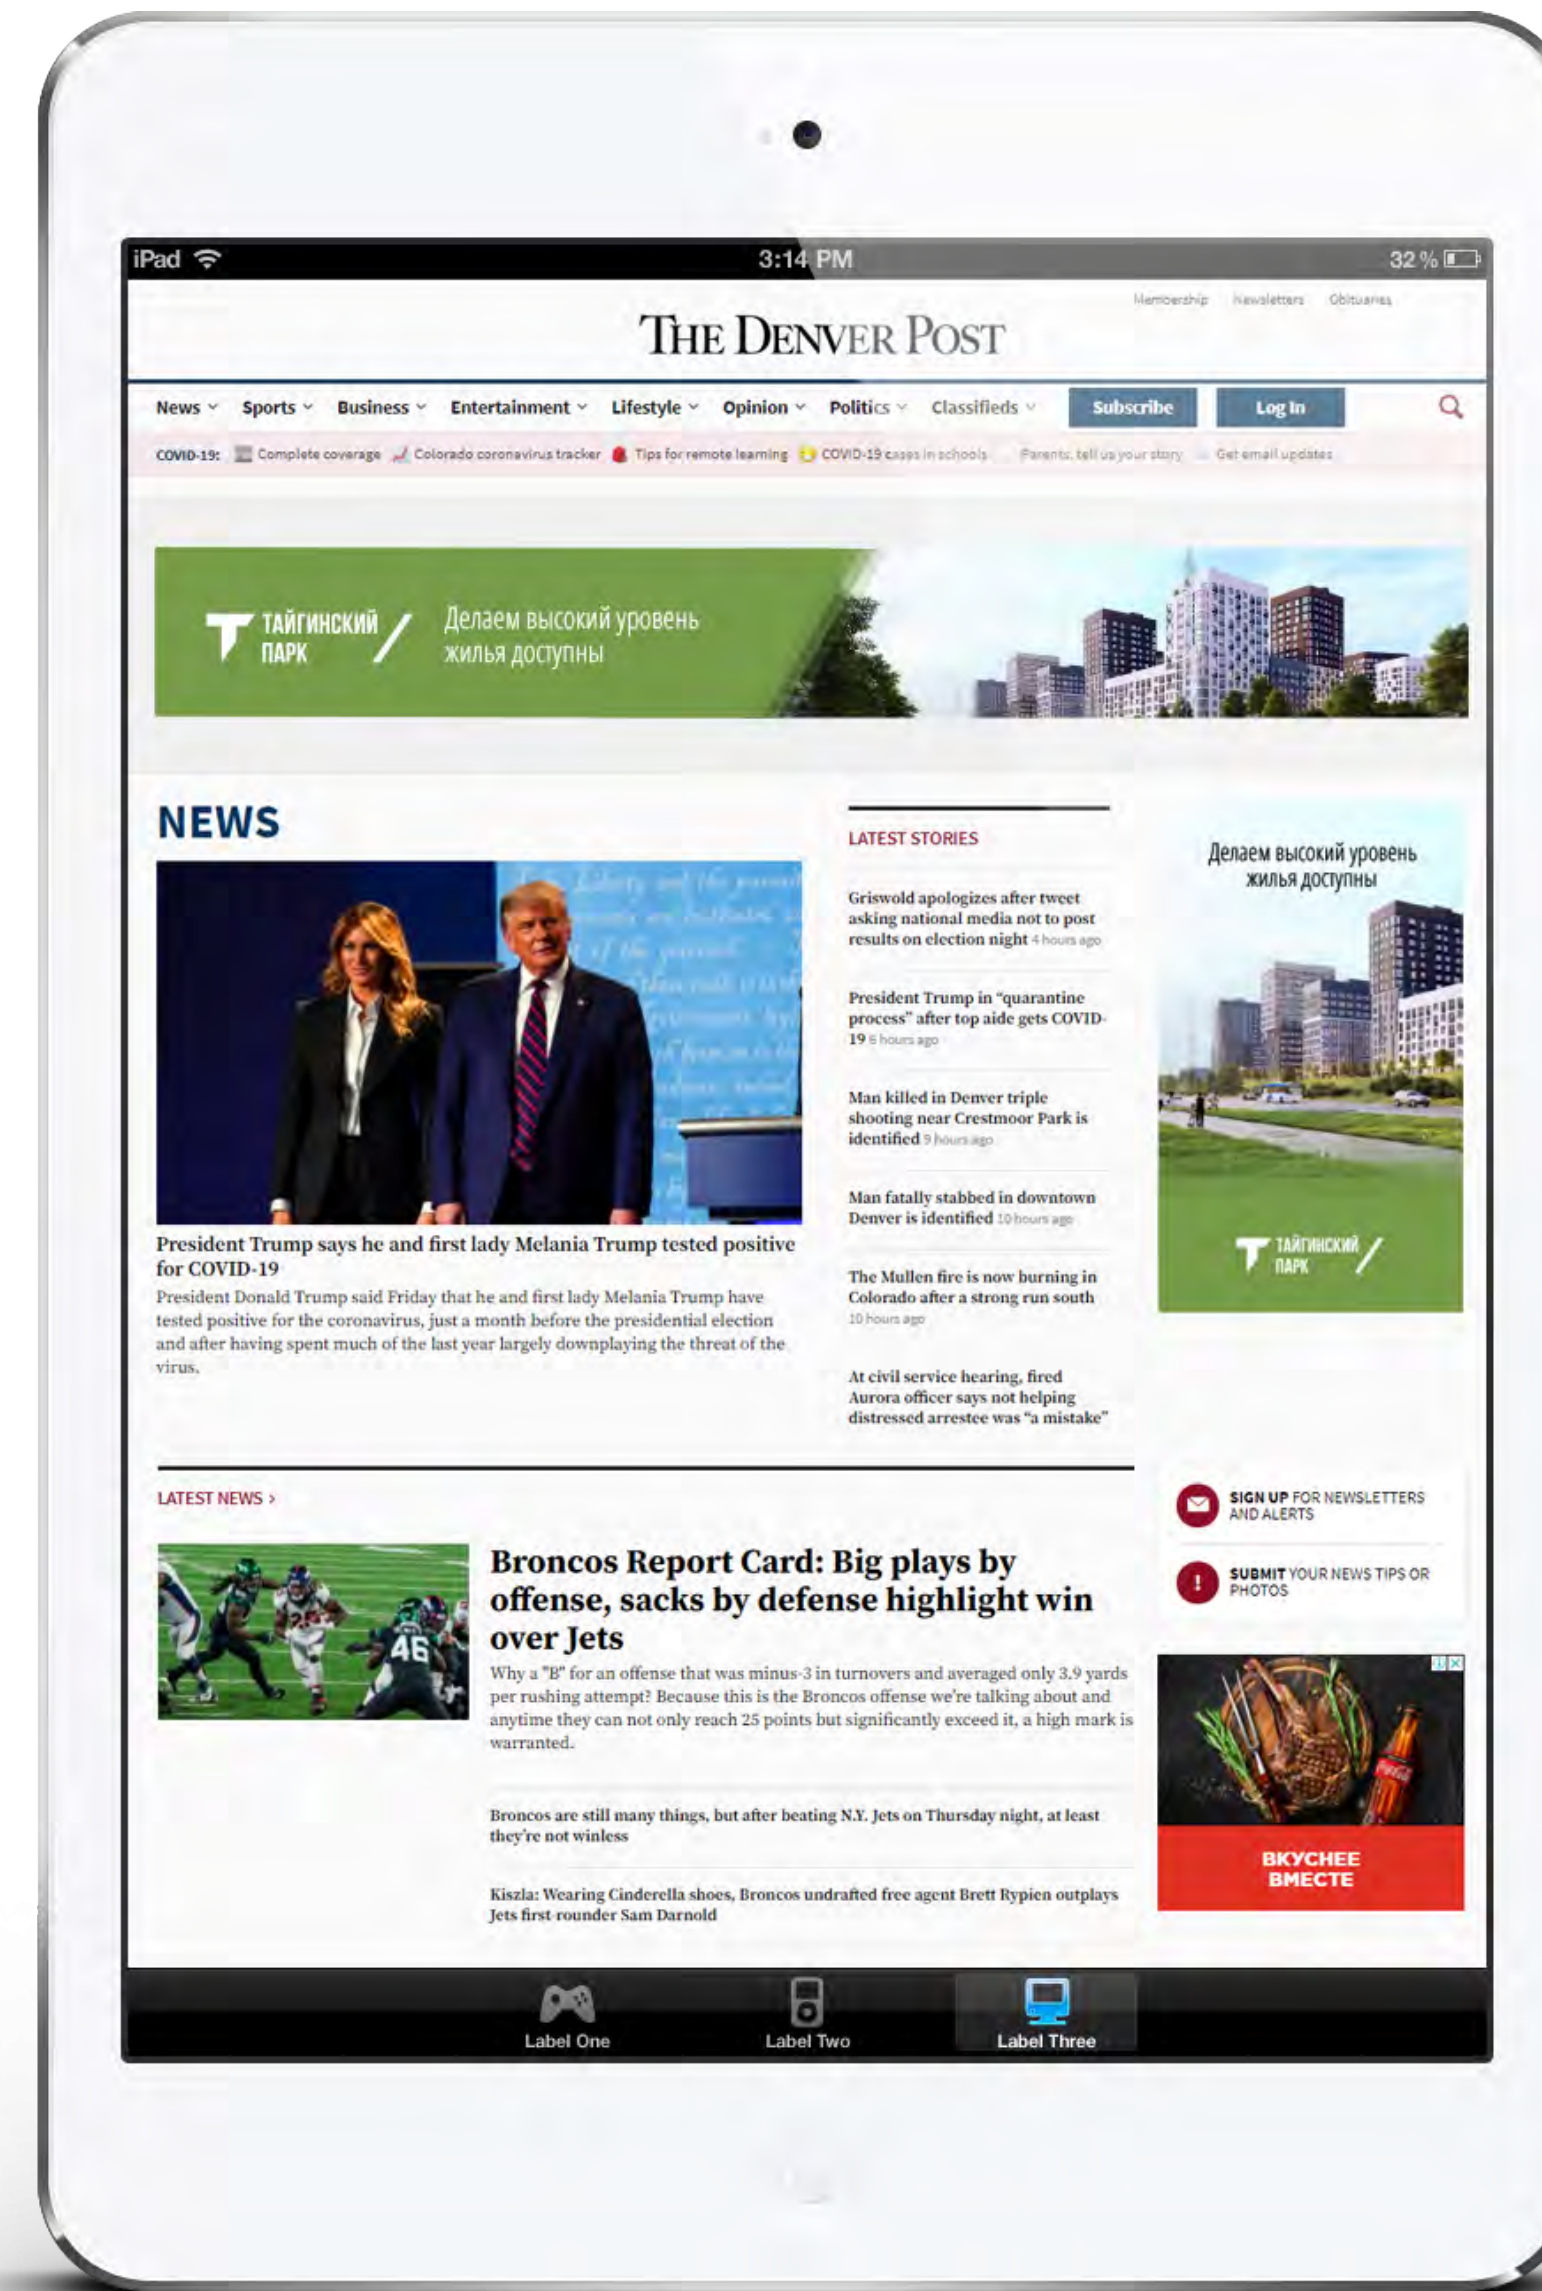 iPad
3:14 PM
32 %
Membership Newsletters Obituaries
THE DENVER POST
News Sports Business Entertainment Lifestyle Opinion Politics Classifieds Subscribe Log In
COVID-19: Complete coverage Colorado coronavirus tracker Tips for remote learning COVID-19 cases in schools Parents, tell us your story Get email updates
ТАЙГИНСКИЙ
ПАРК
Делаем высокий уровень
жилья доступны
NEWS
President Trump says he and first lady Melania Trump tested positive
for COVID-19
President Donald Trump said Friday that he and first lady Melania Trump have
tested positive for the coronavirus, just a month before the presidential election
and after having spent much of the last year largely downplaying the threat of the
virus.
LATEST STORIES
Griswold apologizes after tweet
asking national media not to post
results on election night 4 hours ago
President Trump in “quarantine
process” after top aide gets COVID-
19 6 hours ago
Man killed in Denver triple
shooting near Crestmoor Park is
identified 9 hours ago
Man fatally stabbed in downtown
Denver is identified 10 hours ago
The Mullen fire is now burning in
Colorado after a strong run south
10 hours ago
At civil service hearing, fired
Aurora officer says not helping
distressed arrestee was “a mistake”
Делаем высокий уровень
жилья доступны
ТАЙГИНСКИЙ
ПАРК
LATEST NEWS >
46
Broncos Report Card: Big plays by
offense, sacks by defense highlight win
over Jets
Why a "B" for an offense that was minus-3 in turnovers and averaged only 3.9 yards
per rushing attempt? Because this is the Broncos offense we’re talking about and
anytime they can not only reach 25 points but significantly exceed it, a high mark is
warranted.
Broncos are still many things, but after beating N.Y. Jets on Thursday night, at least
they’re not winless
Kiszla: Wearing Cinderella shoes, Broncos undrafted free agent Brett Rypien outplays
Jets first-rounder Sam Darnold
SIGN UP FOR NEWSLETTERS
AND ALERTS
SUBMIT YOUR NEWS TIPS OR
PHOTOS
Coca-Cola
ВКУСНЕЕ
ВМЕСТЕ
Label One
Label Two
Label Three